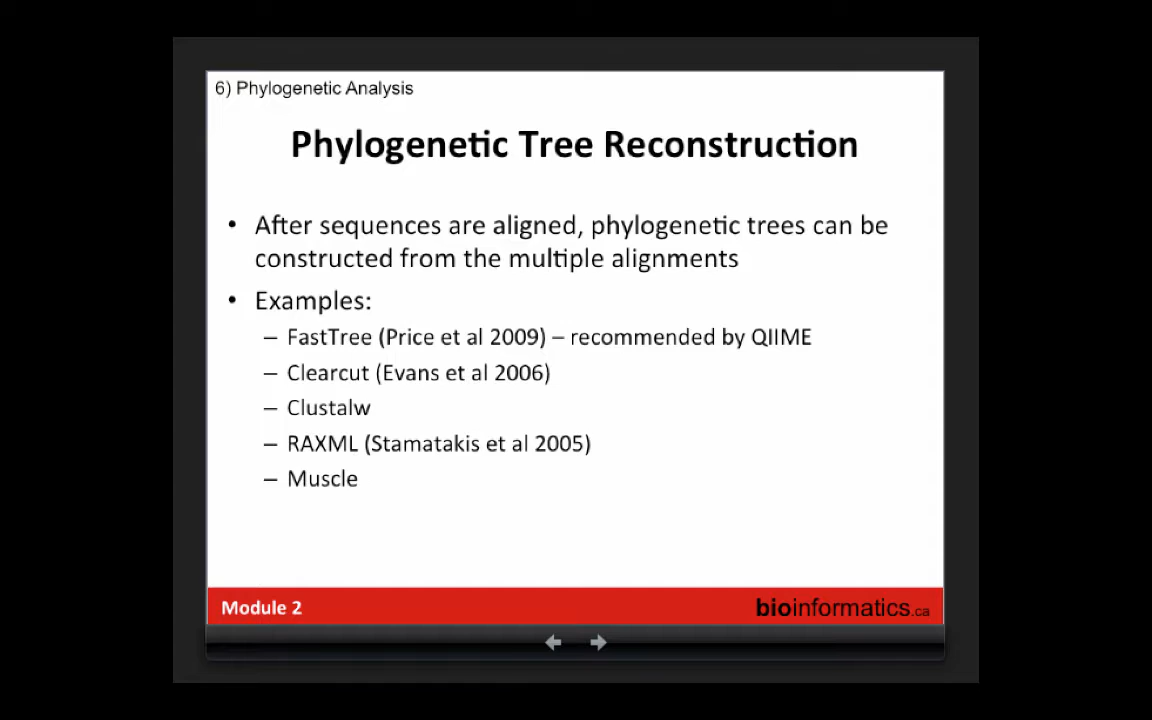 6) Phylogenetic Analysis
Phylogenetic Tree Reconstruction
• After sequences are aligned, phylogenetic trees can be
constructed from the multiple alignments
• Examples:
– FastTree (Price et al 2009) – recommended by QIIME
– Clearcut (Evans et al 2006)
– Clustalw
– RAXML (Stamatakis et al 2005)
– Muscle
Module 2
bioinformatics.ca